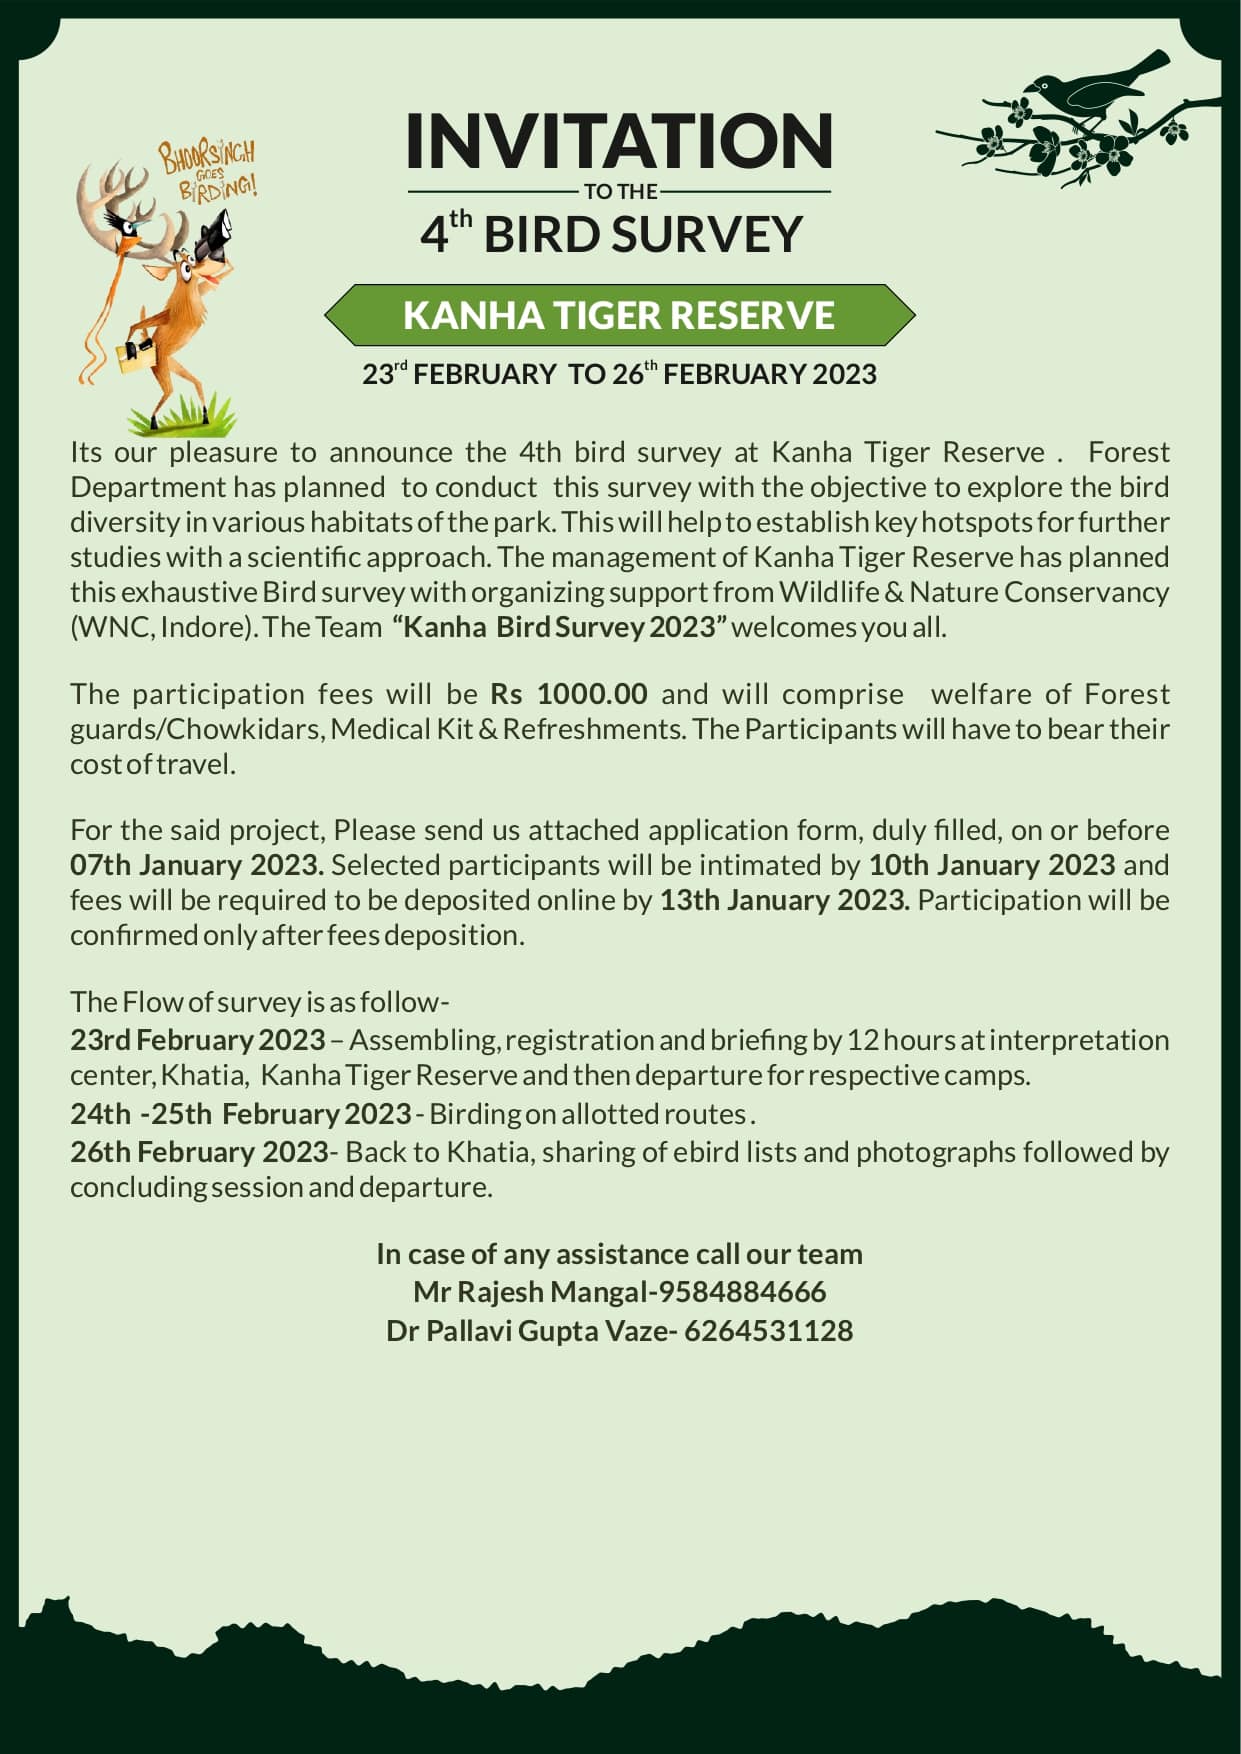 BHOORSINGH
GOES
BIRDING!
INVITATION
TO THE
4th BIRD SURVEY
KANHA TIGER RESERVE
23rd FEBRUARY TO 26th FEBRUARY 2023
Its our pleasure to announce the 4th bird survey at Kanha Tiger Reserve . Forest
Department has planned to conduct this survey with the objective to explore the bird
diversity in various habitats of the park. This will help to establish key hotspots for further
studies with a scientific approach. The management of Kanha Tiger Reserve has planned
this exhaustive Bird survey with organizing support from Wildlife & Nature Conservancy
(WNC, Indore). The Team “Kanha Bird Survey 2023” welcomes you all.
The participation fees will be Rs 1000.00 and will comprise welfare of Forest
guards/Chowkidars, Medical Kit & Refreshments. The Participants will have to bear their
cost of travel.
For the said project, Please send us attached application form, duly filled, on or before
07th January 2023. Selected participants will be intimated by 10th January 2023 and
fees will be required to be deposited online by 13th January 2023. Participation will be
confirmed only after fees deposition.
The Flow of survey is as follow-
23rd February 2023 – Assembling, registration and briefing by 12 hours at interpretation
center, Khatia, Kanha Tiger Reserve and then departure for respective camps.
24th -25th February 2023 - Birding on allotted routes .
26th February 2023- Back to Khatia, sharing of ebird lists and photographs followed by
concluding session and departure.
In case of any assistance call our team
Mr Rajesh Mangal-9584884666
Dr Pallavi Gupta Vaze- 6264531128